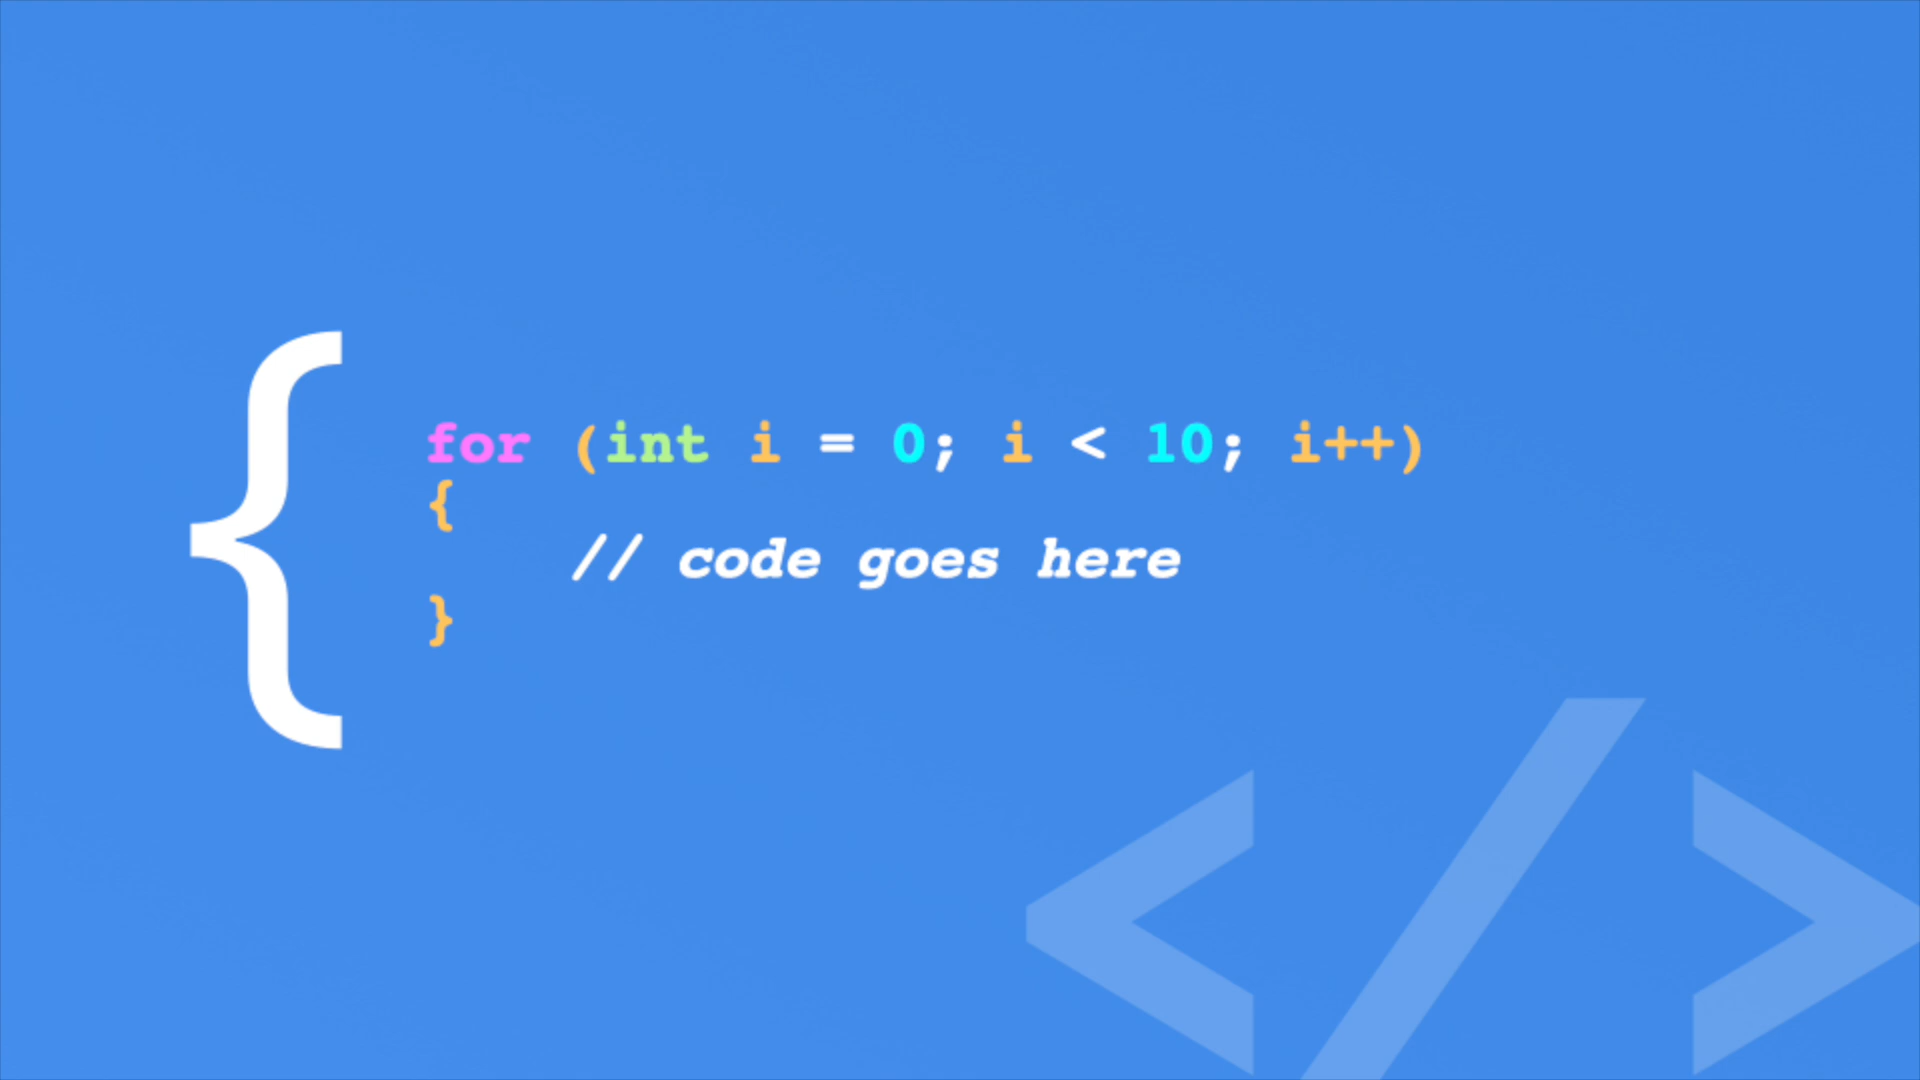 for (int i = 0; i < 10; i++)
{
    // code goes here
}